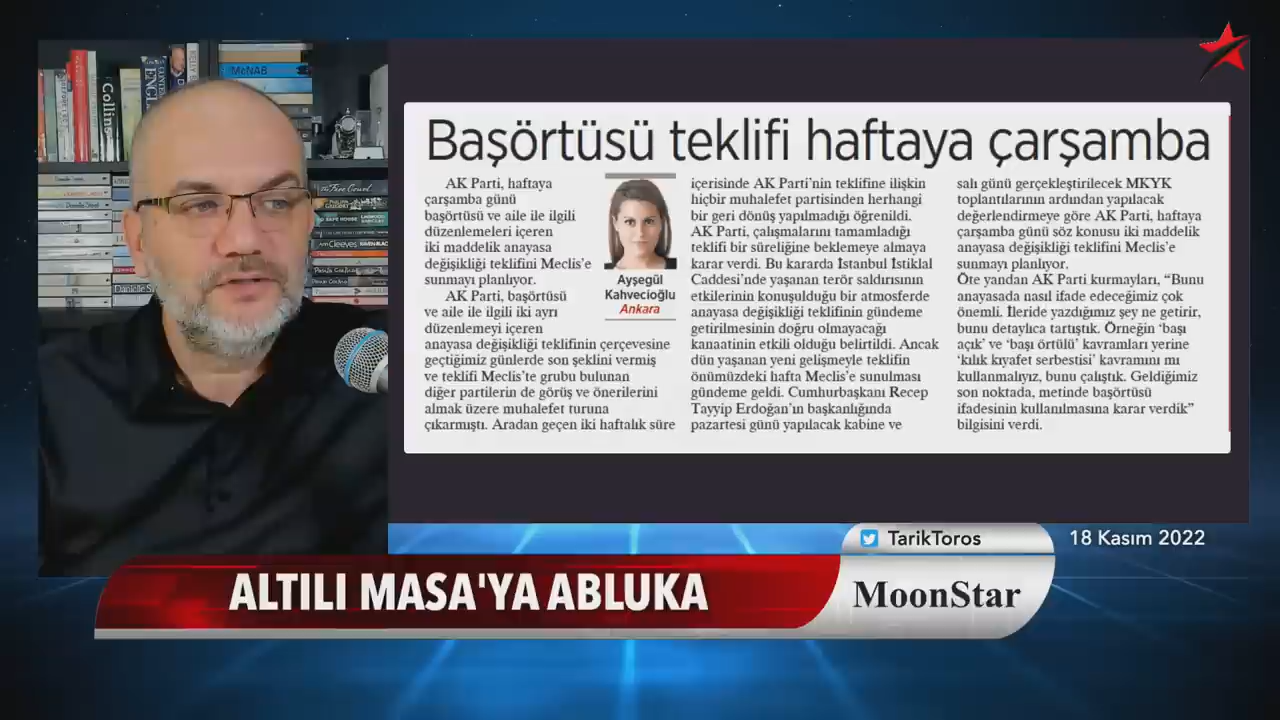 McNAB
Collins
Başörtüsü teklifi haftaya çarşamba
AK Parti, haftaya
çarşamba günü
başörtüsü ve aile ile ilgili
düzenlemeleri içeren
iki maddelik anayasa
değişikliği teklifini Meclis'e
sunmayı planlıyor.
AK Parti, başörtüsü
ve aile ile ilgili iki ayrı
düzenlemeyi içeren
anayasa değişikliği teklifinin çerçevesine
geçtiğimiz günlerde son şeklini vermiş
ve teklifi Meclis'te grubu bulunan
diğer partilerin de görüş ve önerilerini
almak üzere muhalefet turuna
çıkarmıştı. Aradan geçen iki haftalık süre
Ayşegül
Kahvecioğlu
Ankara
içerisinde AK Parti'nin teklifine ilişkin
hiçbir muhalefet partisinden herhangi
bir geri dönüş yapılmadığı öğrenildi.
AK Parti, çalışmalarını tamamladığı
teklifi bir süreliğine beklemeye almaya
karar verdi. Bu kararda İstanbul İstiklal
Caddesi'nde yaşanan terör saldırısının
etkilerinin konuşulduğu bir atmosferde
anayasa değişikliği teklifinin gündeme
getirilmesinin doğru olmayacağı
kanaatinin etkili olduğu belirtildi. Ancak
dün yaşanan yeni gelişmeyle teklifin
önümüzdeki hafta Meclis'e sunulması
gündeme geldi. Cumhurbaşkanı Recep
Tayyip Erdoğan'ın başkanlığında
pazartesi günü yapılacak kabine ve
salı günü gerçekleştirilecek MKYK
toplantılarının ardından yapılacak
değerlendirmeye göre AK Parti, haftaya
çarşamba günü söz konusu iki maddelik
anayasa değişikliği teklifini Meclis'e
sunmayı planlıyor.
Öte yandan AK Parti kurmayları, "Bunu
anayasada nasıl ifade edeceğimiz çok
önemli. İleride yazdığımız şey ne getirir,
bunu detaylıca tartıştık. Örneğin 'başı
açık' ve 'başı örtülü' kavramları yerine
'kılık kıyafet serbestisi' kavramını mı
kullanmalıyız, bunu çalıştık. Geldiğimiz
son noktada, metinde başörtüsü
ifadesinin kullanılmasına karar verdik"
bilgisini verdi.
TarikToros
18 Kasım 2022
ALTILI MASA'YA ABLUKA
MoonStar